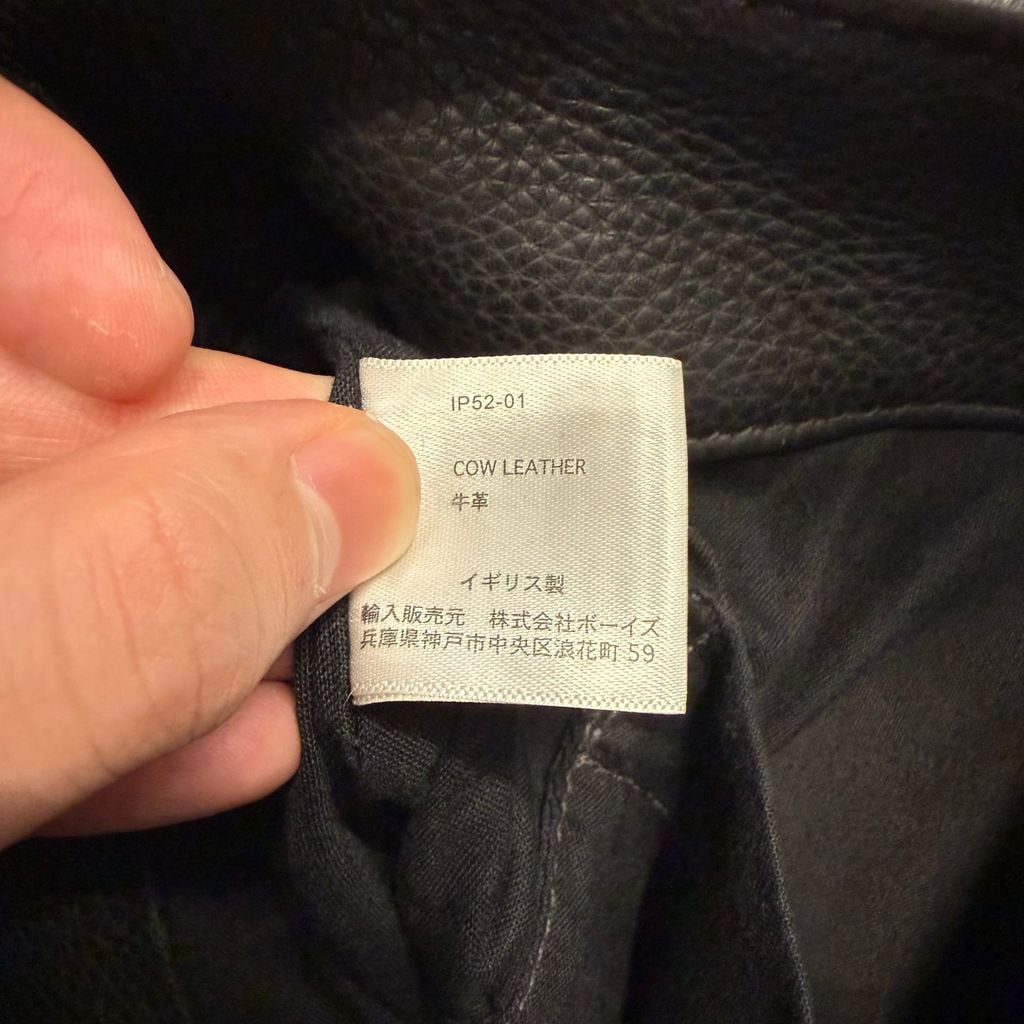 IP52-01
COW LEATHER
牛革
イギリス製
輸入販売元　株式会社ボーイズ
兵庫県神戸市中央区浪花町 59